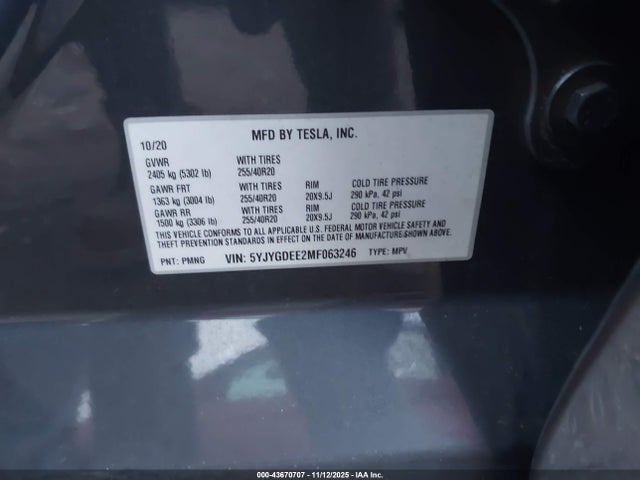 MFD BY TESLA, INC.
10/20
GVWR WITH TIRES
2405 kg (5302 lb) 255/40R20
GAWR FRT WITH TIRES RIM COLD TIRE PRESSURE
1363 kg (3004 lb) 255/40R20 20X9.5J 290 kPa, 42 psi
GAWR RR WITH TIRES RIM COLD TIRE PRESSURE
1500 kg (3306 lb) 255/40R20 20X9.5J 290 kPa, 42 psi
THIS VEHICLE CONFORMS TO ALL APPLICABLE U.S. FEDERAL MOTOR VEHICLE SAFETY AND
THEFT PREVENTION STANDARDS IN EFFECT ON THE DATE OF MANUFACTURE SHOWN ABOVE.
PNT: PMNG VIN: 5YJYGDEE2MF063246 TYPE: MPV
000-43670707 - 11/12/2025 - IAA Inc.